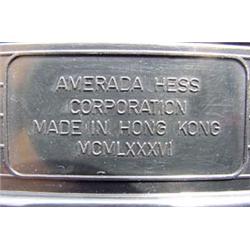 AMERADA HESS
CORPORATION
MADE IN HONG KONG
MCMLXXXVI